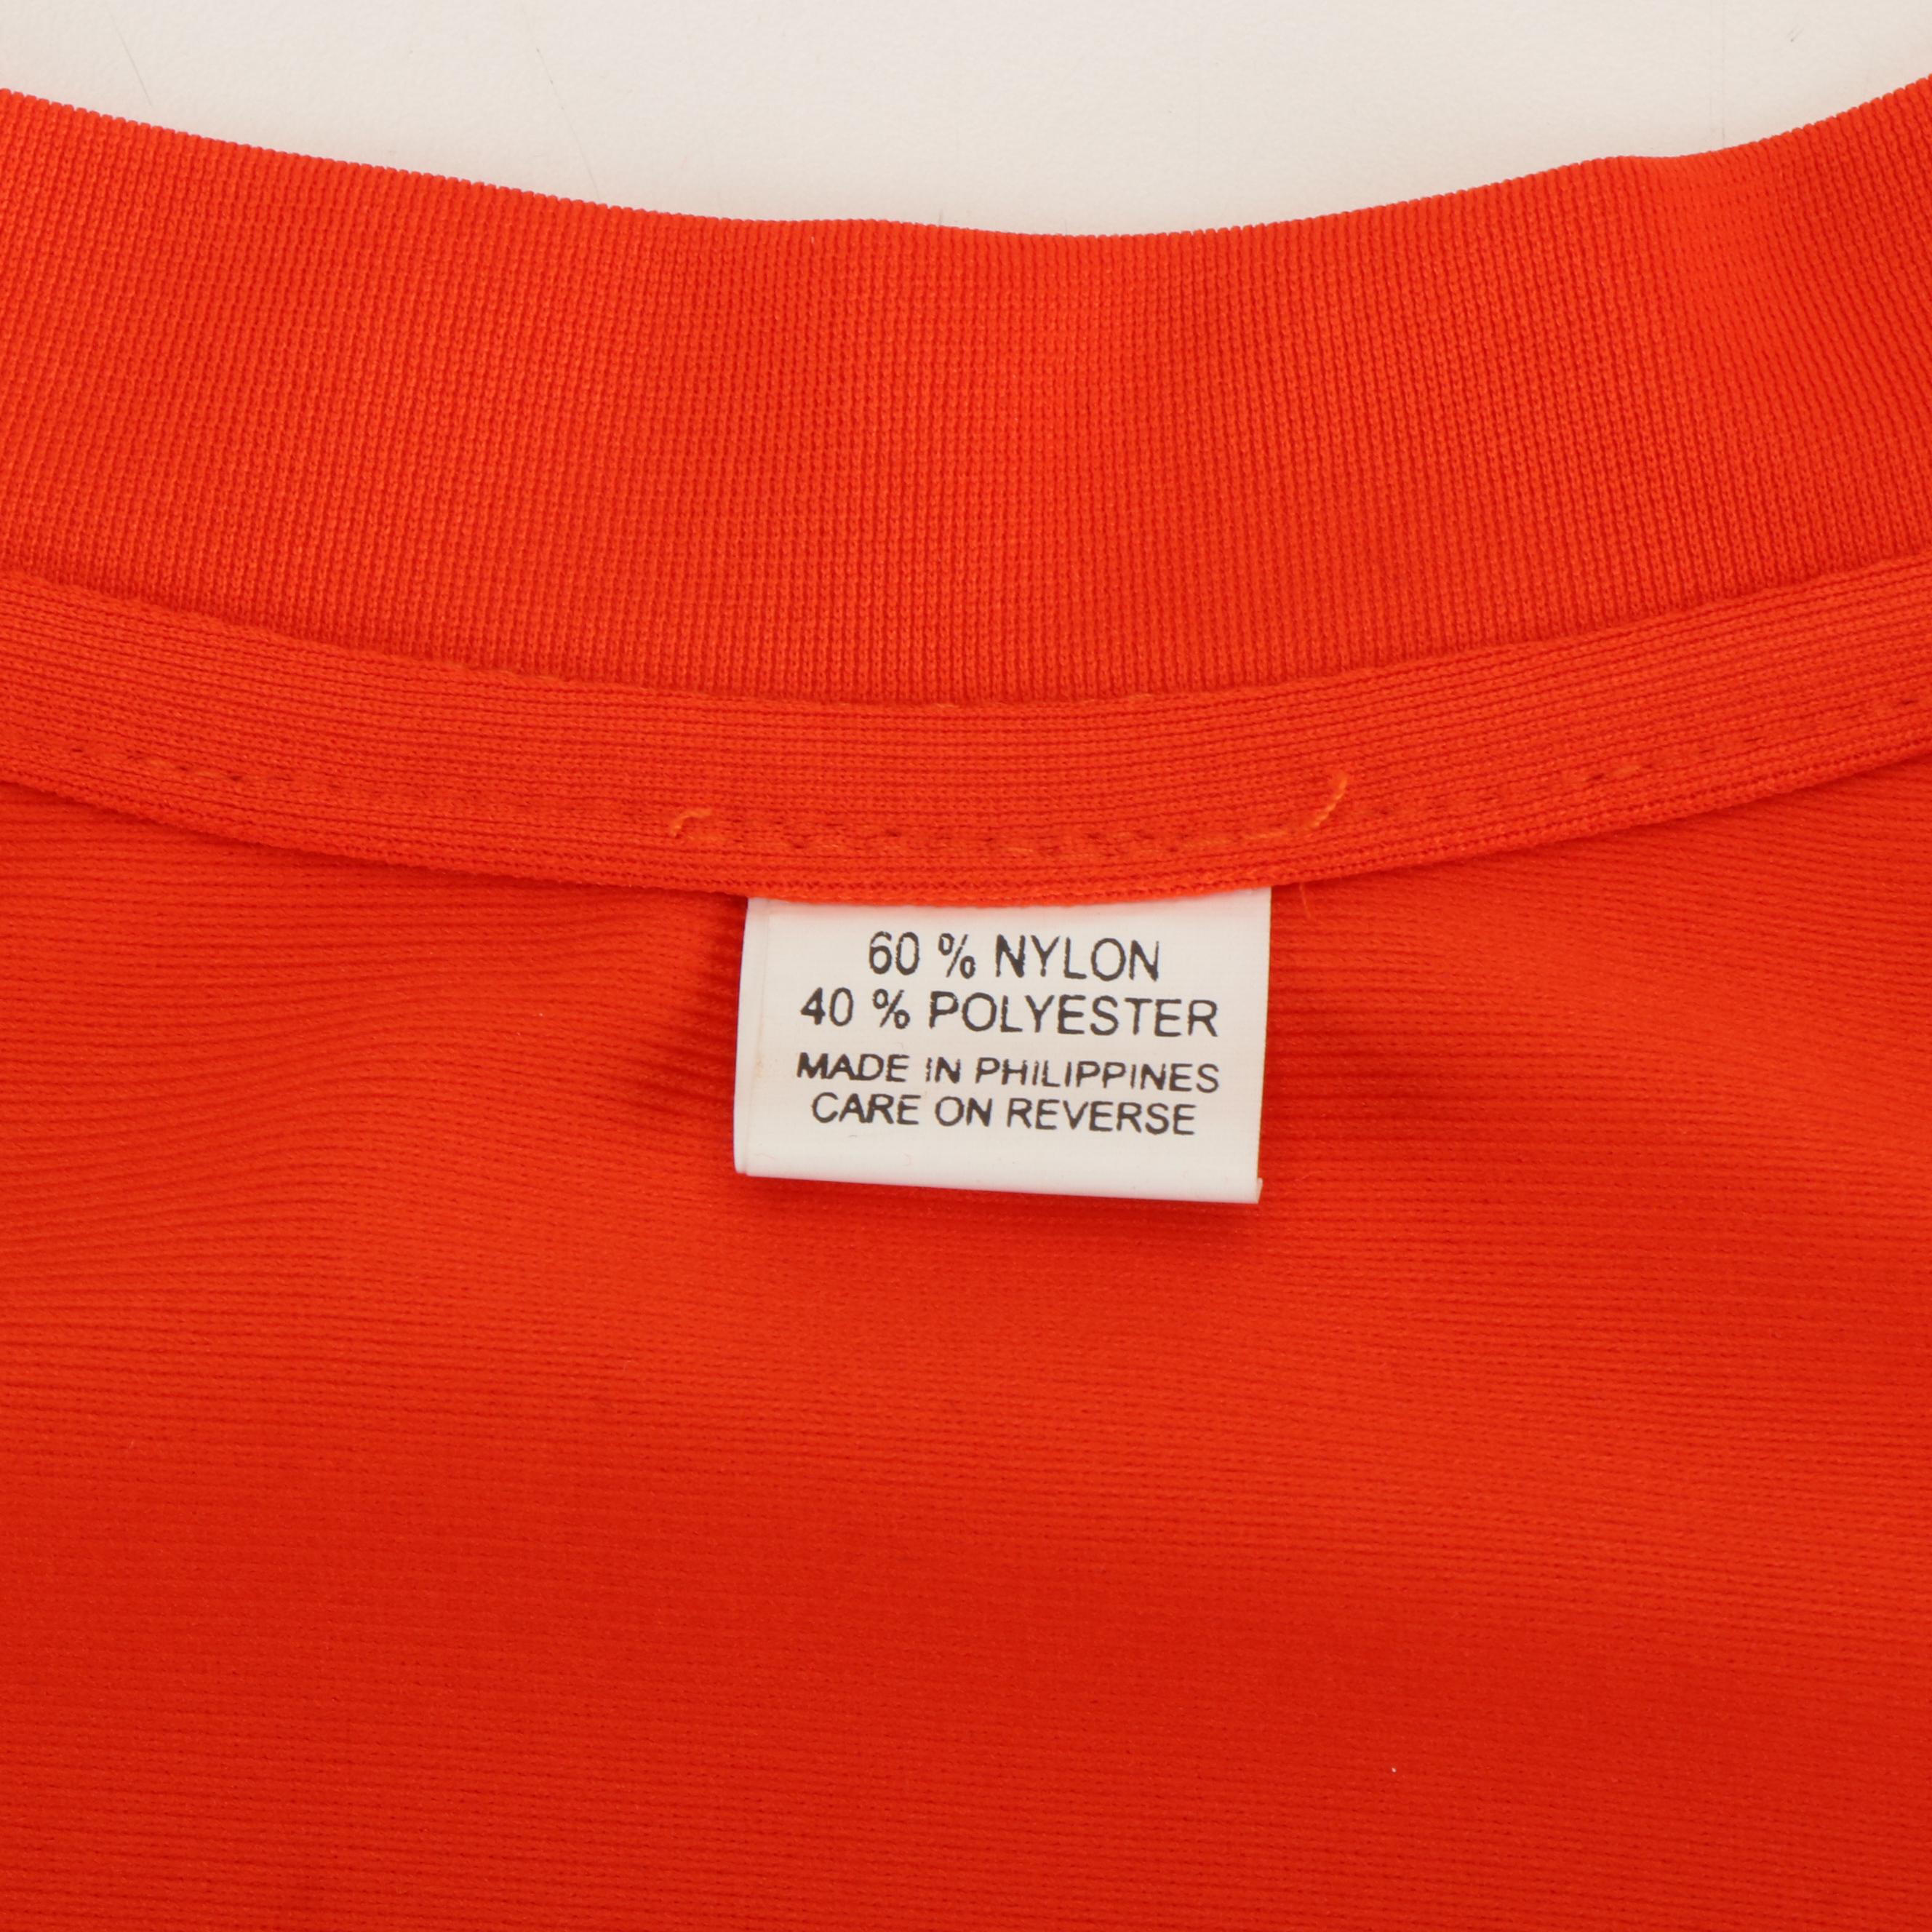 60 % NYLON
40 % POLYESTER
MADE IN PHILIPPINES
CARE ON REVERSE